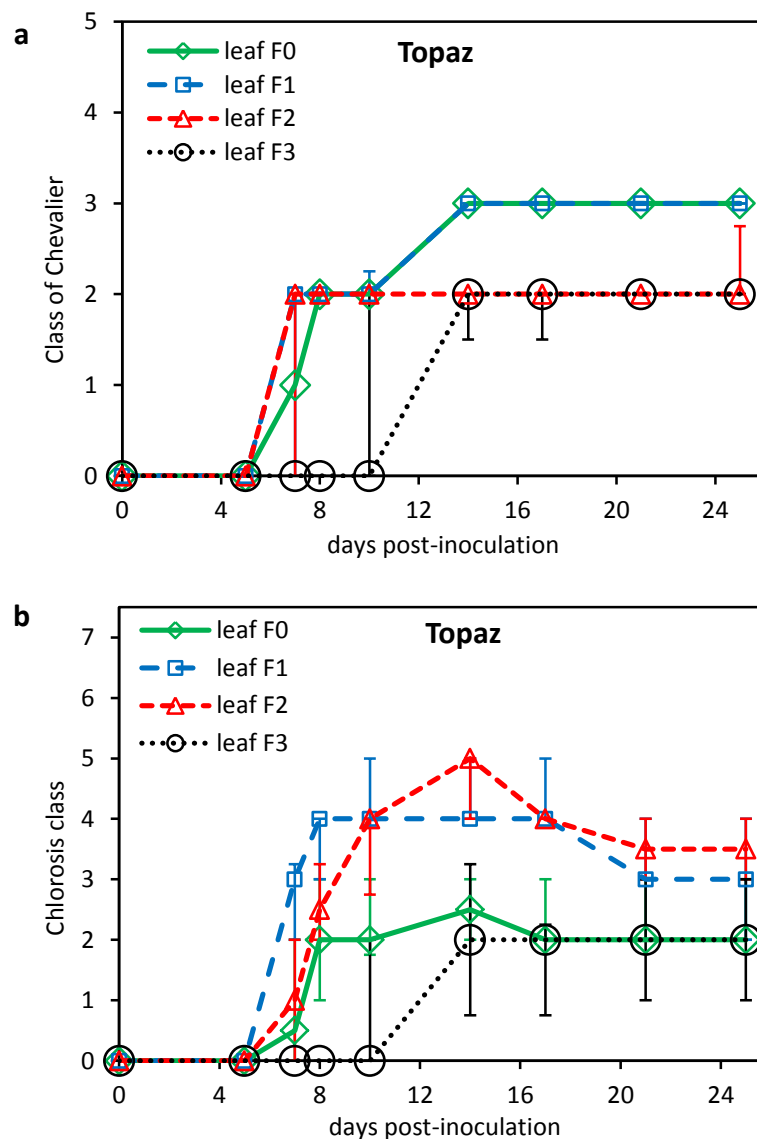 a
Topaz
leaf F0
leaf F1
leaf F2
leaf F3
Class of Chevalier
5
4
3
2
1
0
0 4 8 12 16 20 24
days post-inoculation
b
Topaz
leaf F0
leaf F1
leaf F2
leaf F3
Chlorosis class
7
6
5
4
3
2
1
0
0 4 8 12 16 20 24
days post-inoculation